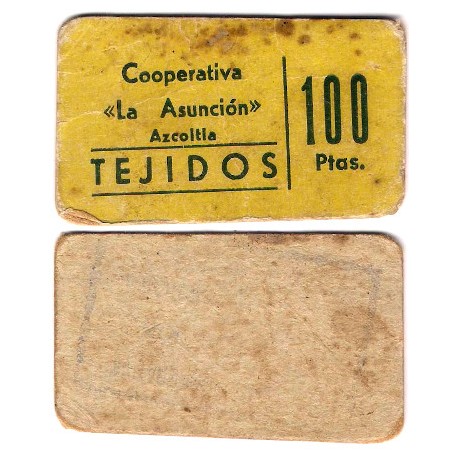 Cooperativa
«La Asunción»
Azcoitia
TEJIDOS
100
Ptas.